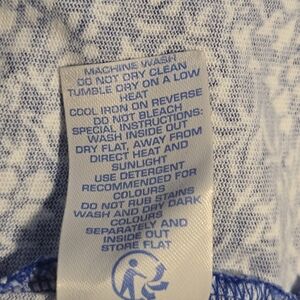 MACHINE WASH
DO NOT DRY CLEAN
TUMBLE DRY ON A LOW
HEAT
COOL IRON ON REVERSE
DO NOT BLEACH
SPECIAL INSTRUCTIONS:
WASH INSIDE OUT
DRY FLAT, AWAY FROM
DIRECT HEAT AND
SUNLIGHT
USE DETERGENT
RECOMMENDED FOR
COLOURS
DO NOT RUB STAINS
WASH AND DRY DARK
COLOURS
SEPARATELY AND
INSIDE OUT
STORE FLAT